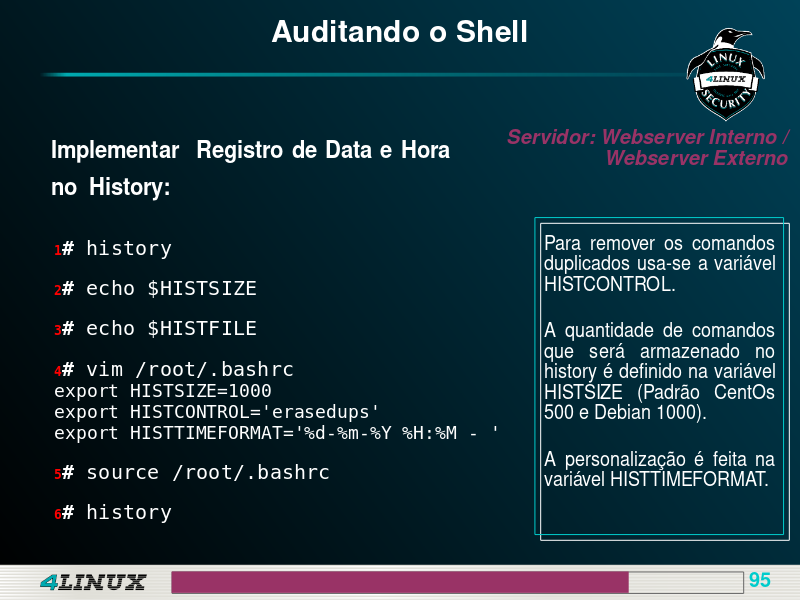 Auditando o Shell
LINUX
4LINUX
SECURITY
Servidor: Webserver Interno /
Webserver Externo
Implementar Registro de Data e Hora
no History:
1# history
2# echo $HISTSIZE
3# echo $HISTFILE
4# vim /root/.bashrc
export HISTSIZE=1000
export HISTCONTROL='erasedups'
export HISTTIMEFORMAT='%d-%m-%Y %H:%M - '
5# source /root/.bashrc
6# history
Para remover os comandos
duplicados usa-se a variável
HISTCONTROL.
A quantidade de comandos
que será armazenado no
history é definido na variável
HISTSIZE (Padrão CentOs
500 e Debian 1000).
A personalização é feita na
variável HISTTIMEFORMAT.
4LINUX
95